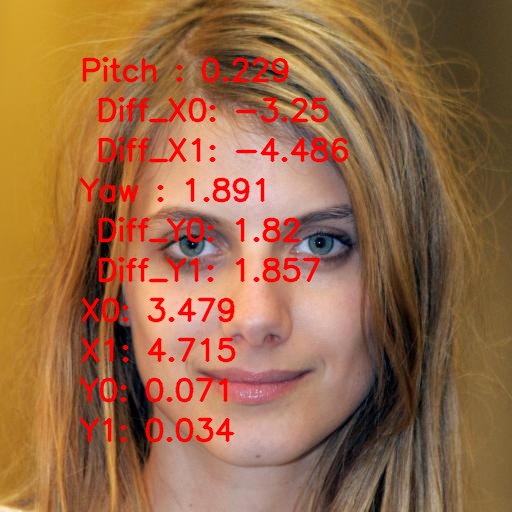 Pitch : 0.229
Diff_X0: -3.25
Diff_X1: -4.486
Yaw : 1.891
Diff_Y0: 1.82
Diff_Y1: 1.857
X0: 3.479
X1: 4.715
Y0: 0.071
Y1: 0.034